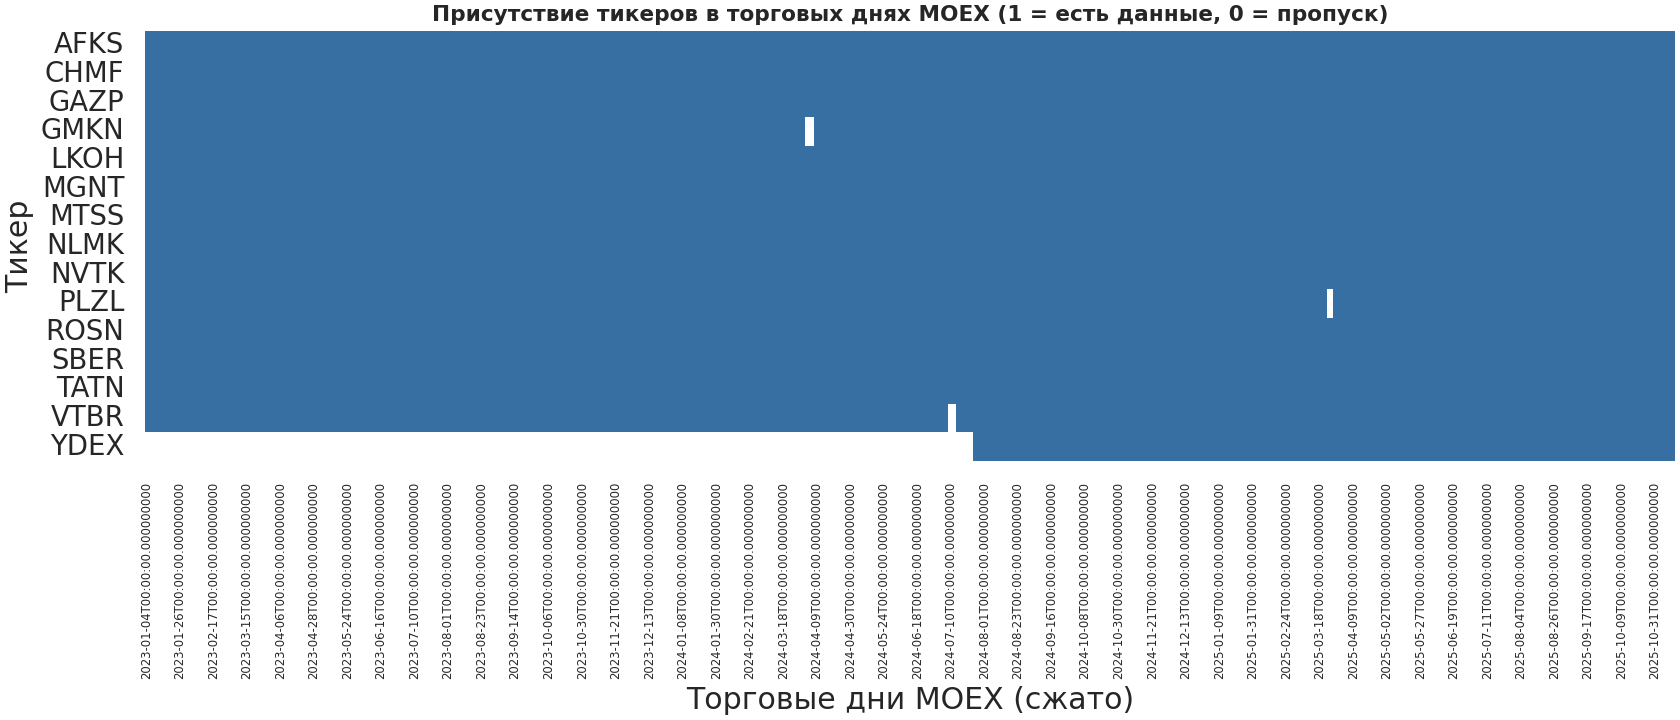 Присутствие тикеров в торговых днях MOEX (1 = есть данные, 0 = пропуск)
Тикер
AFKS
CHMF
GAZP
GMKN
LKOH
MGNT
MTSS
NLMK
NVTK
PLZL
ROSN
SBER
TATN
VTBR
YDEX
2023-01-04T00:00:00.000000000
2023-01-26T00:00:00.000000000
2023-02-17T00:00:00.000000000
2023-03-15T00:00:00.000000000
2023-04-06T00:00:00.000000000
2023-04-28T00:00:00.000000000
2023-05-24T00:00:00.000000000
2023-06-16T00:00:00.000000000
2023-07-10T00:00:00.000000000
2023-08-01T00:00:00.000000000
2023-08-23T00:00:00.000000000
2023-09-14T00:00:00.000000000
2023-10-06T00:00:00.000000000
2023-10-30T00:00:00.000000000
2023-11-21T00:00:00.000000000
2023-12-13T00:00:00.000000000
2024-01-08T00:00:00.000000000
2024-01-30T00:00:00.000000000
2024-02-21T00:00:00.000000000
2024-03-18T00:00:00.000000000
2024-04-09T00:00:00.000000000
2024-04-30T00:00:00.000000000
2024-05-24T00:00:00.000000000
2024-06-18T00:00:00.000000000
2024-07-10T00:00:00.000000000
2024-08-01T00:00:00.000000000
2024-08-23T00:00:00.000000000
2024-09-16T00:00:00.000000000
2024-10-08T00:00:00.000000000
2024-10-30T00:00:00.000000000
2024-11-21T00:00:00.000000000
2024-12-13T00:00:00.000000000
2025-01-09T00:00:00.000000000
2025-01-31T00:00:00.000000000
2025-02-24T00:00:00.000000000
2025-03-18T00:00:00.000000000
2025-04-09T00:00:00.000000000
2025-05-02T00:00:00.000000000
2025-05-27T00:00:00.000000000
2025-06-19T00:00:00.000000000
2025-07-11T00:00:00.000000000
2025-08-04T00:00:00.000000000
2025-08-26T00:00:00.000000000
2025-09-17T00:00:00.000000000
2025-10-09T00:00:00.000000000
2025-10-31T00:00:00.000000000
Торговые дни MOEX (сжато)